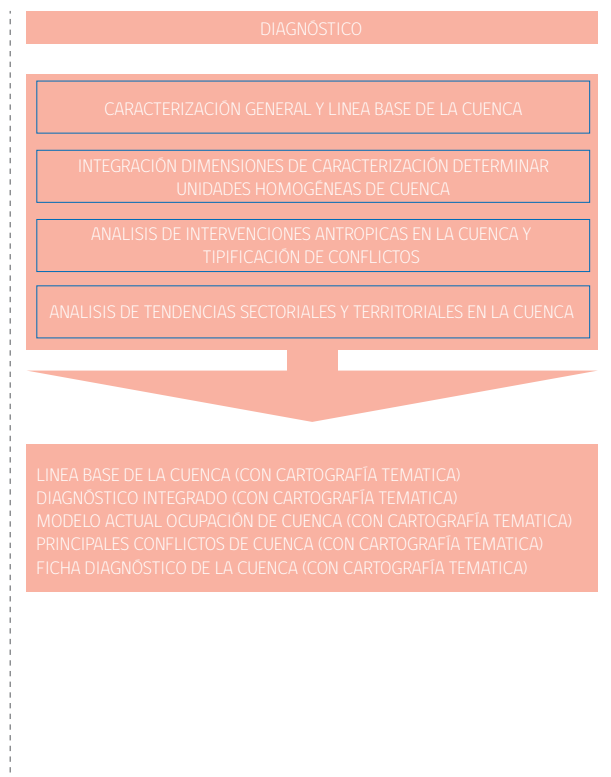 DIAGNÓSTICO
CARACTERIZACIÓN GENERAL Y LINEA BASE DE LA CUENCA
INTEGRACIÓN DIMENSIONES DE CARACTERIZACIÓN DETERMINAR
UNIDADES HOMOGÉNEAS DE CUENCA
ANALISIS DE INTERVENCIONES ANTROPICAS EN LA CUENCA Y
TIPIFICACIÓN DE CONFLICTOS
ANALISIS DE TENDENCIAS SECTORIALES Y TERRITORIALES EN LA CUENCA
LINEA BASE DE LA CUENCA (CON CARTOGRAFÍA TEMATICA)
DIAGNÓSTICO INTEGRADO (CON CARTOGRAFÍA TEMATICA)
MODELO ACTUAL OCUPACIÓN DE CUENCA (CON CARTOGRAFÍA TEMATICA)
PRINCIPALES CONFLICTOS DE CUENCA (CON CARTOGRAFÍA TEMATICA)
FICHA DIAGNÓSTICO DE LA CUENCA (CON CARTOGRAFÍA TEMATICA)